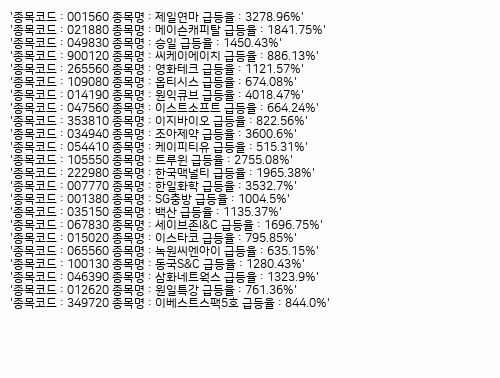 '종목코드 : 001560 종목명 : 제일연마 급등율 : 3278.96%'
'종목코드 : 021880 종목명 : 메이슨캐피탈 급등율 : 1841.75%'
'종목코드 : 049830 종목명 : 승일 급등율 : 1450.43%'
'종목코드 : 900120 종목명 : 씨케이에이치 급등율 : 886.13%'
'종목코드 : 265560 종목명 : 영화테크 급등율 : 1121.57%'
'종목코드 : 109080 종목명 : 옵티시스 급등율 : 674.08%'
'종목코드 : 014190 종목명 : 원익큐브 급등율 : 4018.47%'
'종목코드 : 047560 종목명 : 이스트소프트 급등율 : 664.24%'
'종목코드 : 353810 종목명 : 이지바이오 급등율 : 822.56%'
'종목코드 : 034940 종목명 : 조아제약 급등율 : 3600.6%'
'종목코드 : 054410 종목명 : 케이피티유 급등율 : 515.31%'
'종목코드 : 105550 종목명 : 트루윈 급등율 : 2755.08%'
'종목코드 : 222980 종목명 : 한국맥널티 급등율 : 1965.38%'
'종목코드 : 007770 종목명 : 한일화학 급등율 : 3532.7%'
'종목코드 : 001380 종목명 : SG충방 급등율 : 1004.5%'
'종목코드 : 035150 종목명 : 백산 급등율 : 1135.37%'
'종목코드 : 067830 종목명 : 세이브존I&C 급등율 : 1696.75%'
'종목코드 : 015020 종목명 : 이스타코 급등율 : 795.85%'
'종목코드 : 065560 종목명 : 녹원씨엔아이 급등율 : 635.15%'
'종목코드 : 100130 종목명 : 동국S&C 급등율 : 1280.43%'
'종목코드 : 046390 종목명 : 삼화네트웍스 급등율 : 1323.9%'
'종목코드 : 012620 종목명 : 원일특강 급등율 : 761.36%'
'종목코드 : 349720 종목명 : 이베스트스팩5호 급등율 : 844.0%'